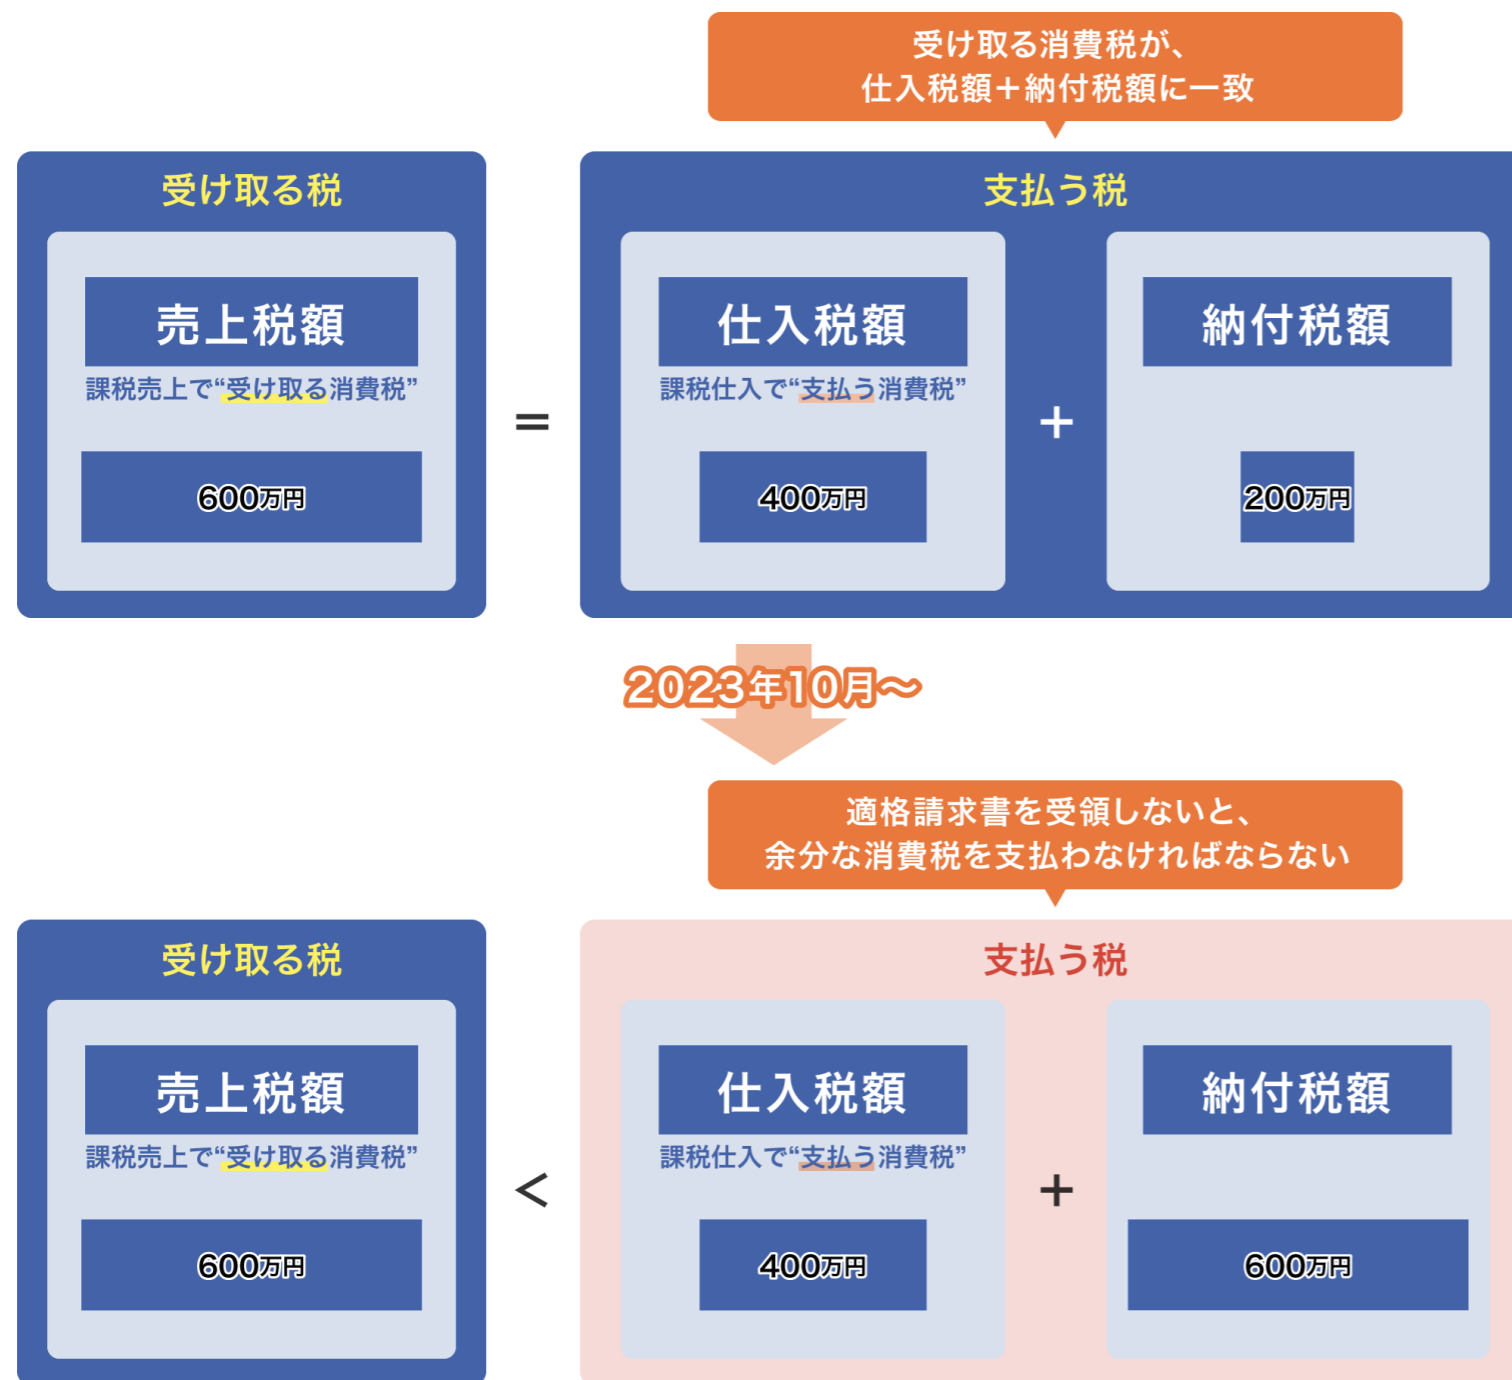 受け取る消費税が、
仕入税額＋納付税額に一致
受け取る税
売上税額
課税売上で“受け取る消費税”
600万円
=
支払う税
仕入税額
課税仕入で“支払う消費税”
400万円
+
納付税額
200万円
2023年10月〜
適格請求書を受領しないと、
余分な消費税を支払わなければならない
受け取る税
売上税額
課税売上で“受け取る消費税”
600万円
<
支払う税
仕入税額
課税仕入で“支払う消費税”
400万円
+
納付税額
600万円